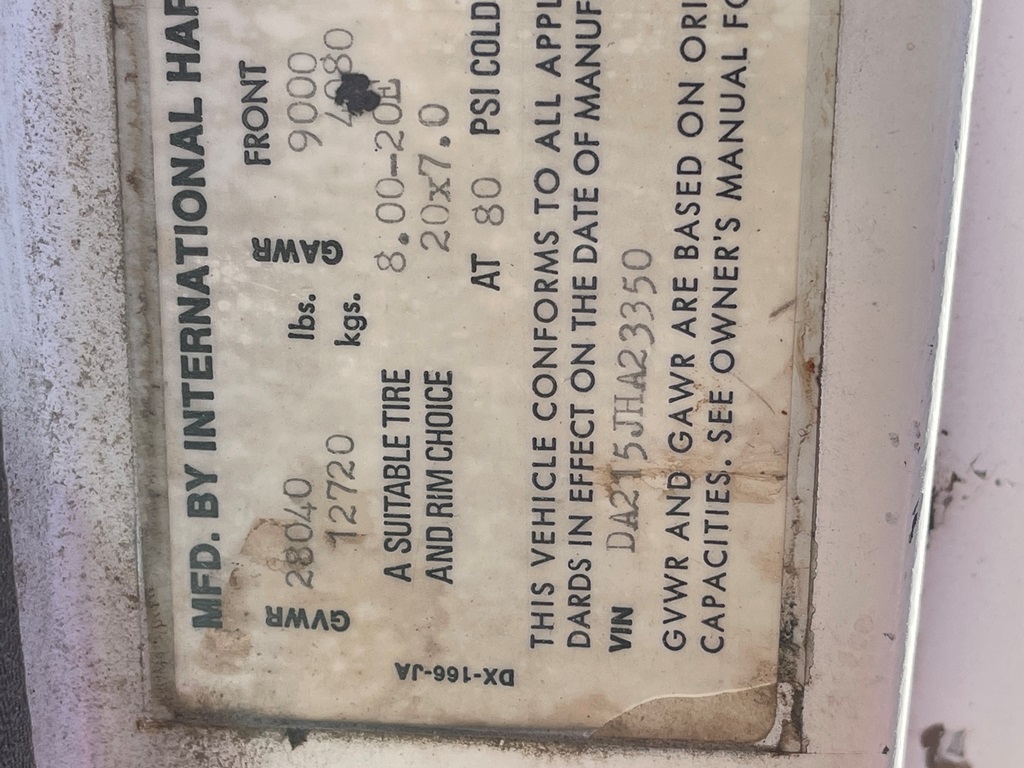 MFD. BY INTERNATIONAL HAR
FRONT
GVWR 28040 lbs. GAWR 9000
12720 kgs. 4080
A SUITABLE TIRE 8.00-20E
AND RIM CHOICE 20x7.0
AT 80 PSI COLD
DX-166-JA
THIS VEHICLE CONFORMS TO ALL APPL
DARDS IN EFFECT ON THE DATE OF MANUF
VIN DA215JHA23350
GVWR AND GAWR ARE BASED ON ORI
CAPACITIES. SEE OWNER'S MANUAL FO